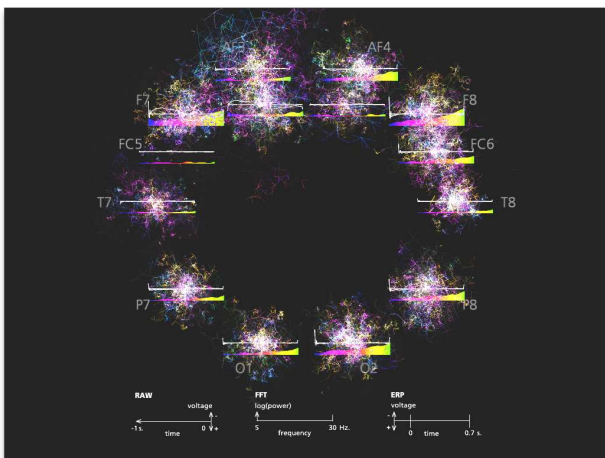 AF3 AF4
F7 F8
FC5 FC6
T7 T8
P7 P8
O1 O2
RAW
voltage
-
+
-1 s. 0
time
FFT
log(power)
5 30 Hz.
frequency
ERP
voltage
-
+
0 time 0.7 s.